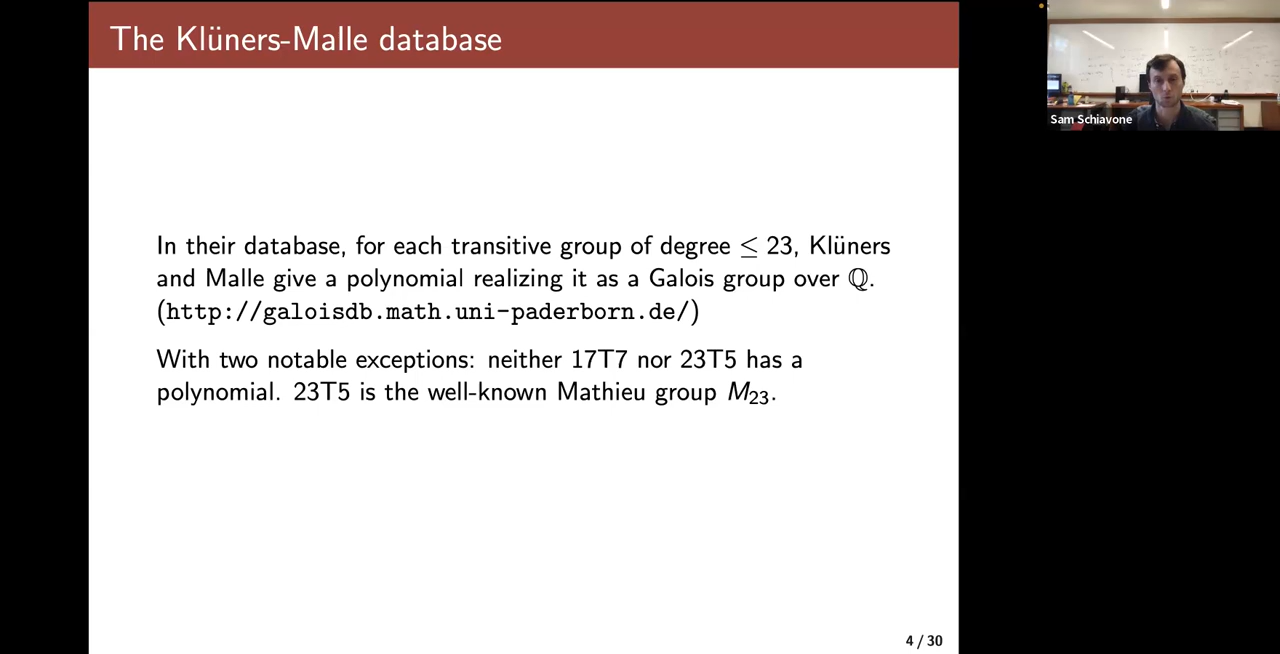 The Klüners-Malle database
Sam Schiavone
In their database, for each transitive group of degree ≤ 23, Klüners
and Malle give a polynomial realizing it as a Galois group over ℚ.
(http://galoisdb.math.uni-paderborn.de/)
With two notable exceptions: neither 17T7 nor 23T5 has a
polynomial. 23T5 is the well-known Mathieu group M₂₃.
4 / 30